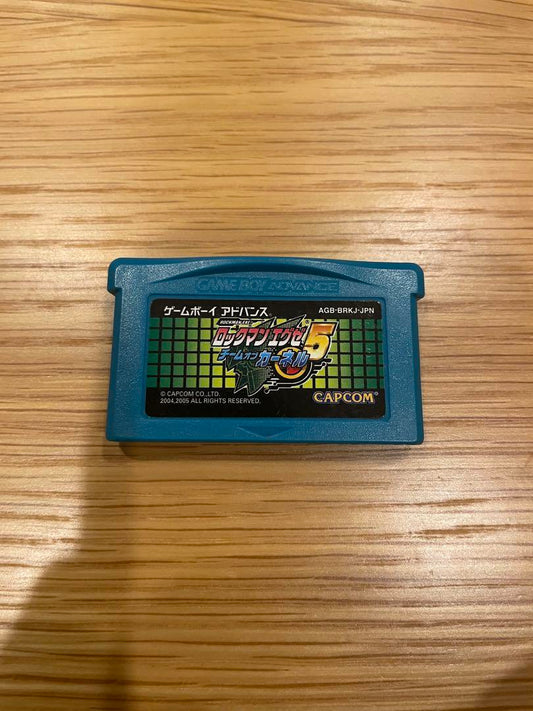 GAME BOY ADVANCE
ゲームボーイ アドバンス
AGB-BRKJ-JPN
ROCKMAN EXE
ロックマン エグゼ 5
チーム オブ カーネル
© CAPCOM CO.,LTD.
2004,2005 ALL RIGHTS RESERVED.
CAPCOM